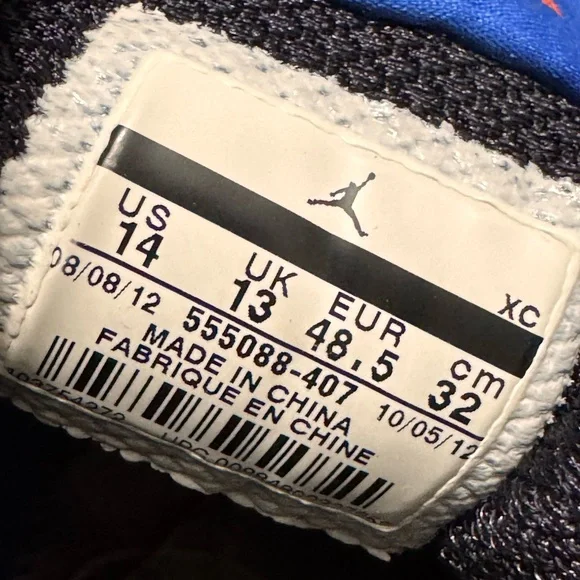 XC
US UK EUR cm
14 13 48.5 32
08/08/12 555088-407 10/05/12
MADE IN CHINA
FABRIQUE EN CHINE